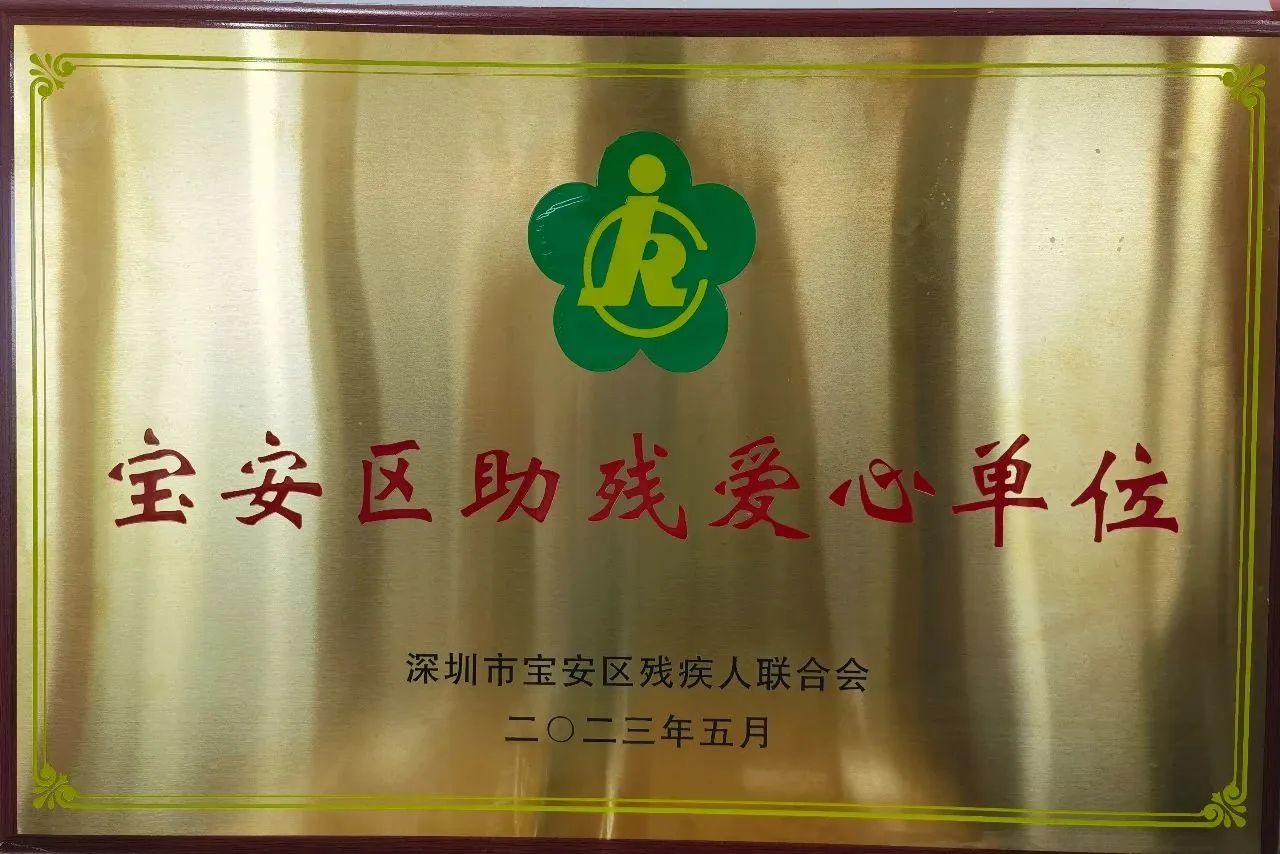 宝安区助残爱心单位
深圳市宝安区残疾人联合会
二〇二三年五月